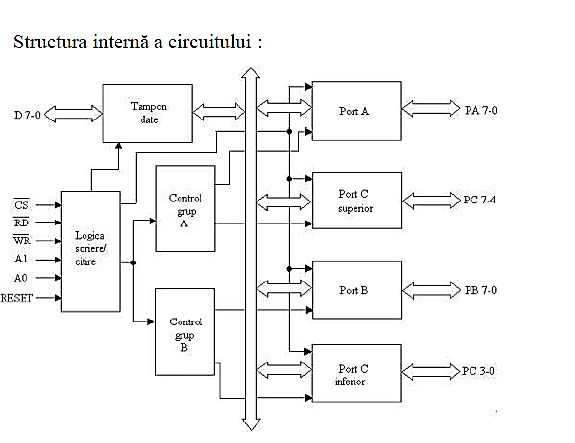 Structura internă a circuitului :
Tampon
date
D 7-0
Port A
PA 7-0
Control
grup
A
Port C
superior
PC 7-4
CS
RD
WR
A1
A0
RESET
Logica
scriere/
citire
Port B
PB 7-0
Control
grup
B
Port C
inferior
PC 3-0